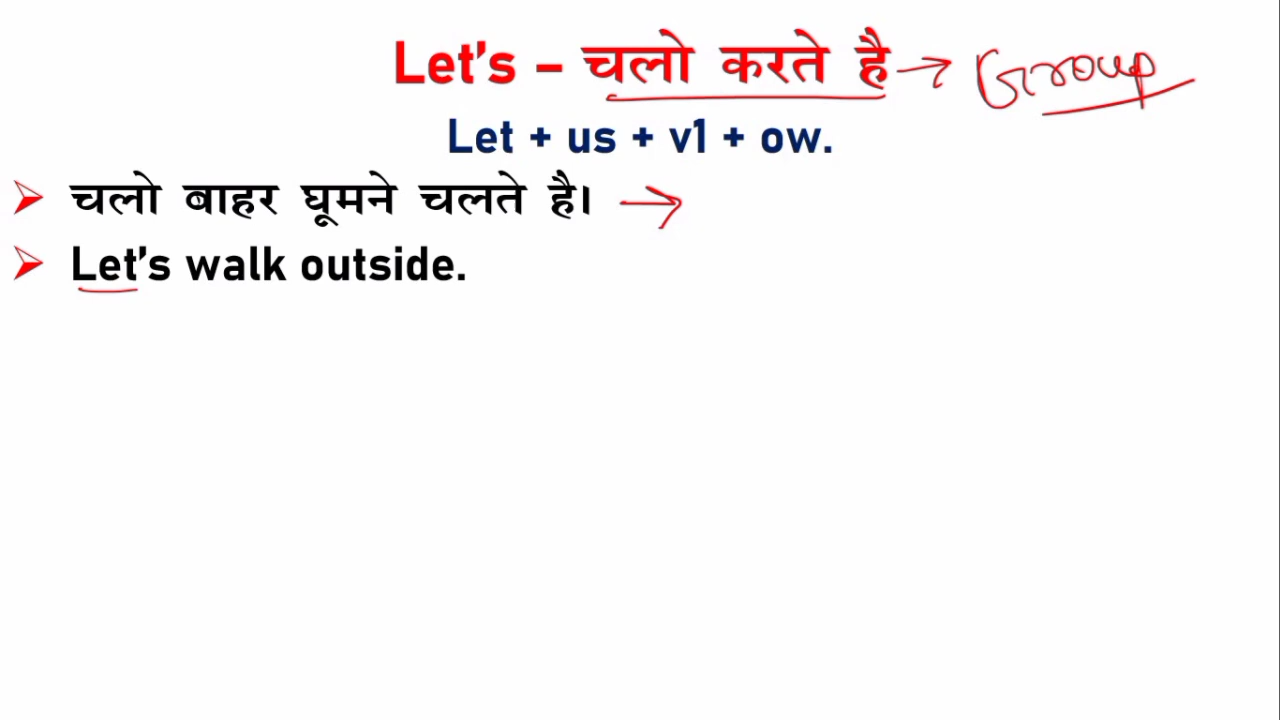 Let's – चलो करते है → Group
Let + us + v1 + ow.
➢ चलो बाहर घूमने चलते है। →
➢ Let's walk outside.